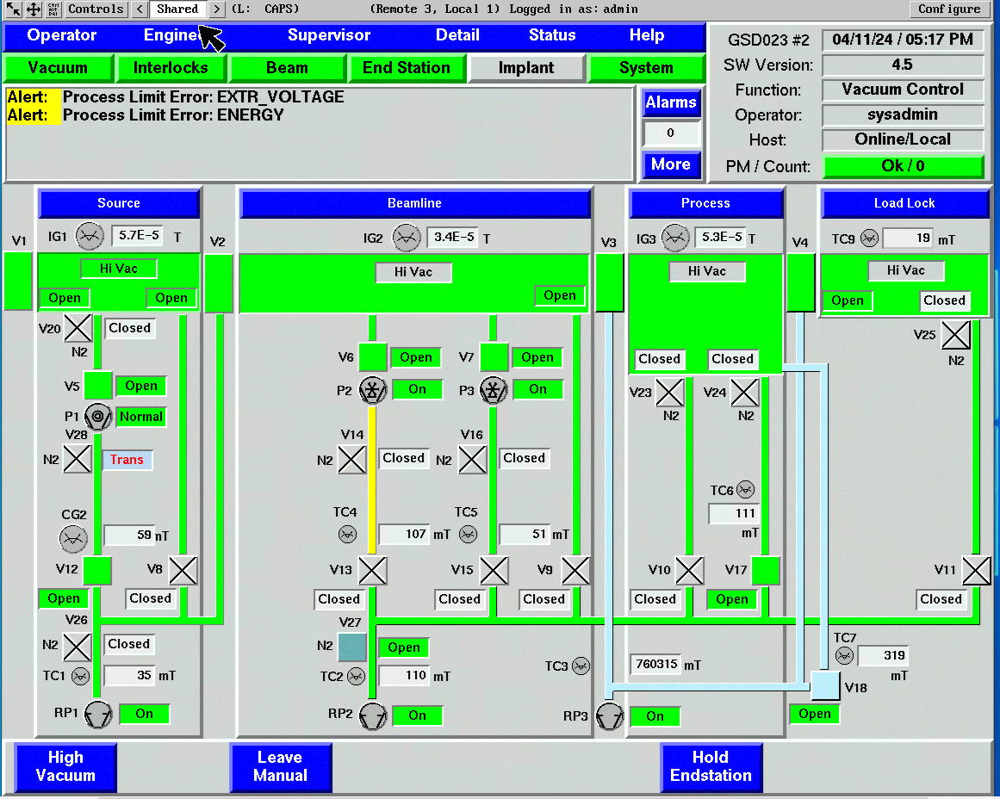 Ctrl Alt Del Controls < Shared > (L: CAPS) (Remote 3, Local 1) Logged in as: admin Configure
Operator Engine Supervisor Detail Status Help
Vacuum Interlocks Beam End Station Implant System
Alert: Process Limit Error: EXTR_VOLTAGE
Alert: Process Limit Error: ENERGY
Alarms
0
More
GSD023 #2 04/11/24 / 05:17 PM
SW Version: 4.5
Function: Vacuum Control
Operator: sysadmin
Host: Online/Local
PM / Count: Ok / 0
Source Beamline Process Load Lock
V1 IG1 5.7E-5 T V2 IG2 3.4E-5 T V3 IG3 5.3E-5 T V4 TC9 19 mT
Hi Vac Hi Vac Hi Vac Hi Vac
Open Open Open Open Closed
V20 Closed
N2
V25
N2
V6 Open V7 Open
Closed Closed
V5 Open
P2 On P3 On
V23 V24
N2 N2
P1 Normal
V28
N2 Trans
V14 V16
N2 Closed N2 Closed
TC6 111 mT
CG2 59 mT
TC4 107 mT TC5 51 mT
V12 V8 V13 V15 V9 V10 V17 V11
Open Closed Closed Closed Closed Closed Open Closed
V26
N2 Closed
V27
N2 Open
TC1 35 mT
TC2 110 mT
TC3 760315 mT
TC7 319 mT
V18
Open
RP1 On
RP2 On
RP3 On
High Vacuum
Leave Manual
Hold Endstation